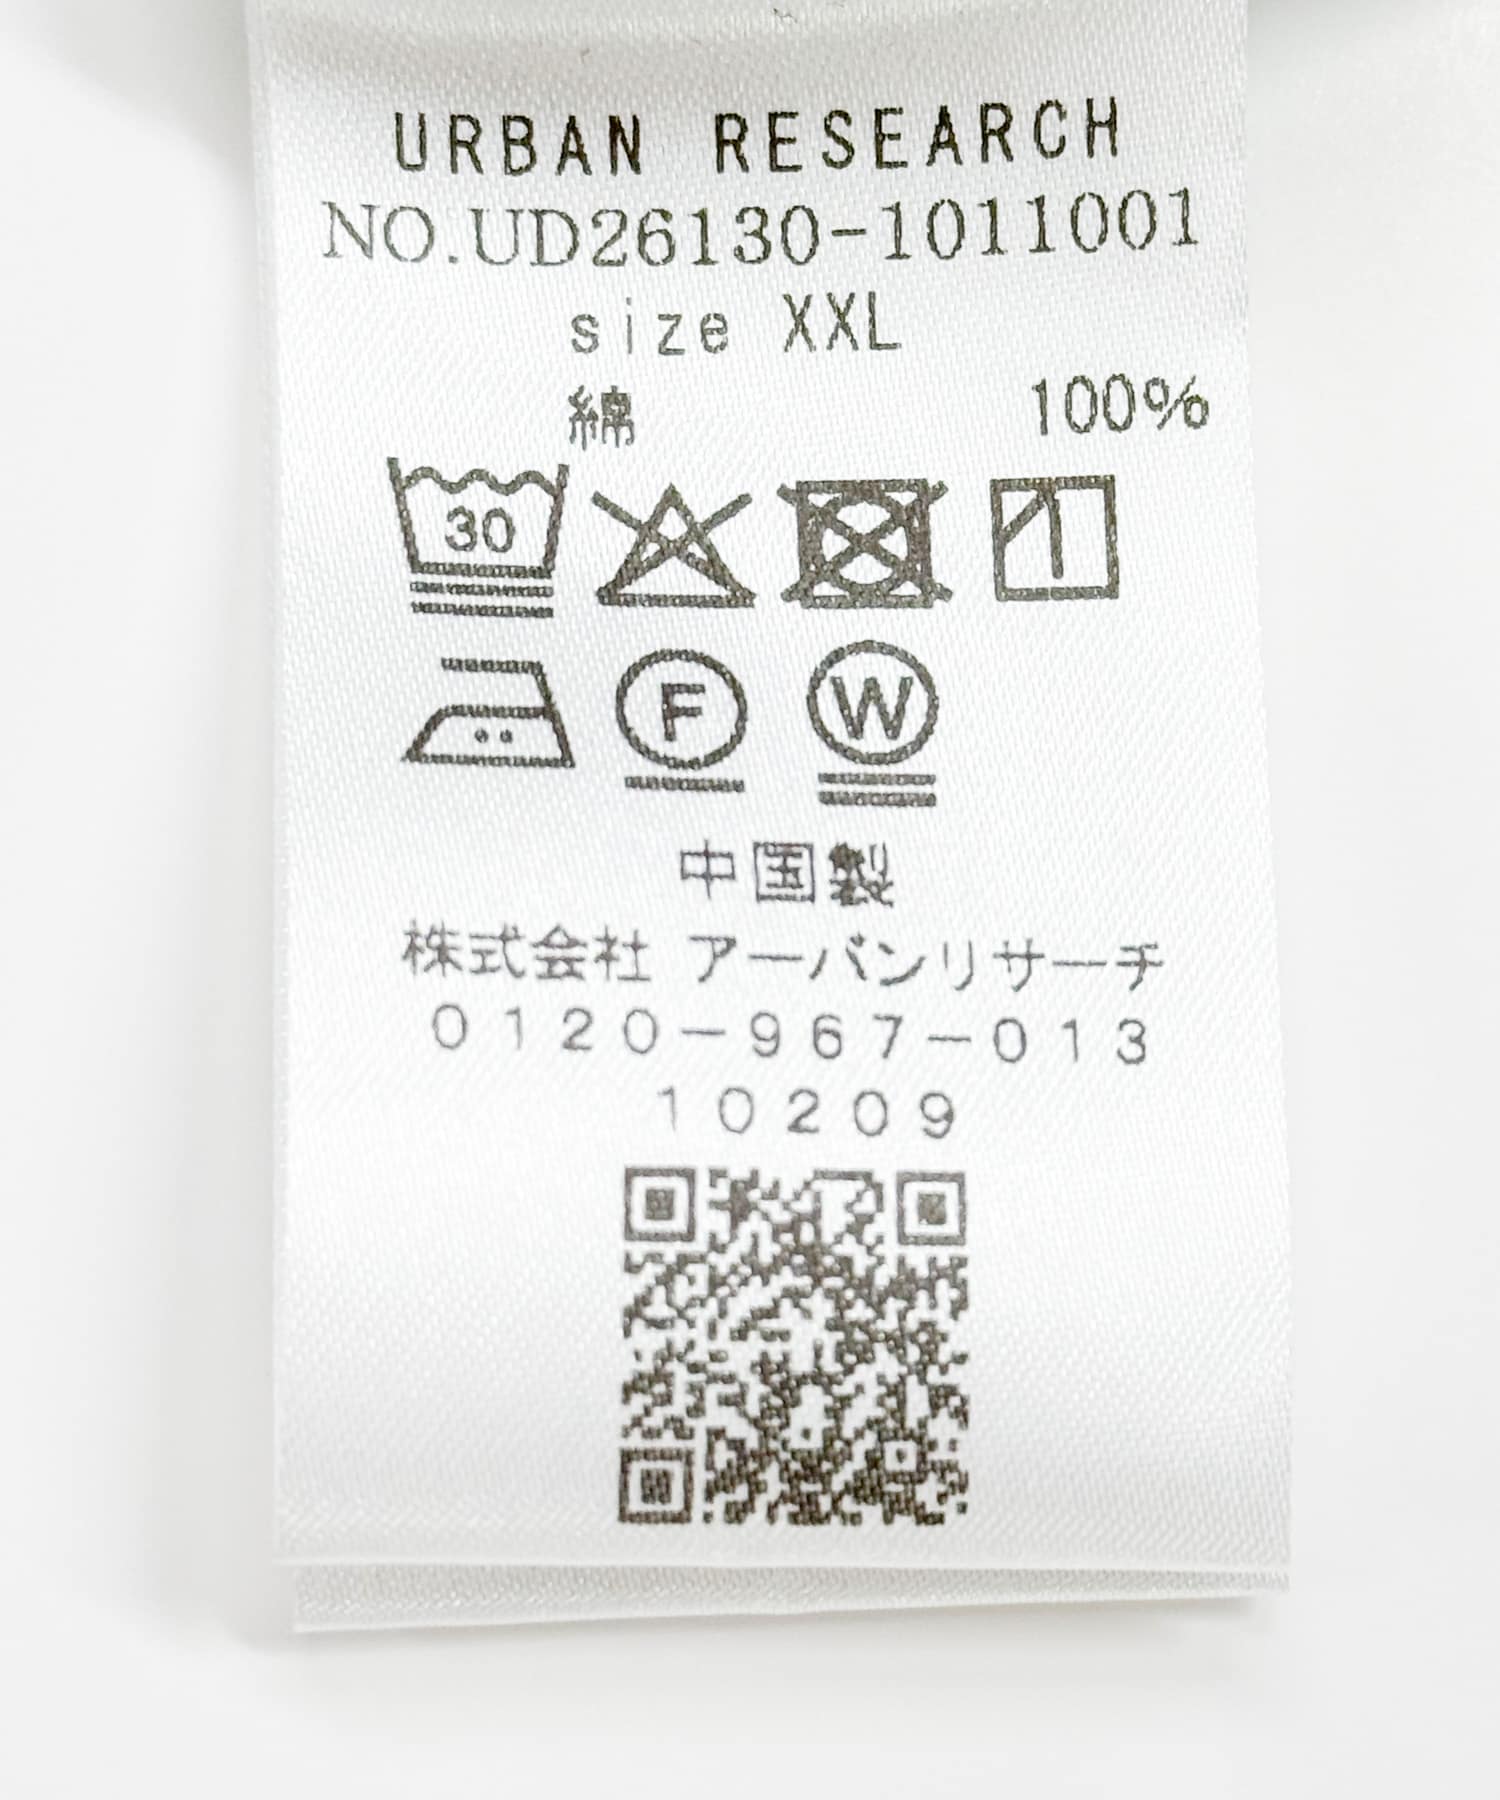 URBAN RESEARCH
NO.UD26130-1011001
size XXL
綿 100%
30
F W
中国製
株式会社 アーバンリサーチ
0120-967-013
10209